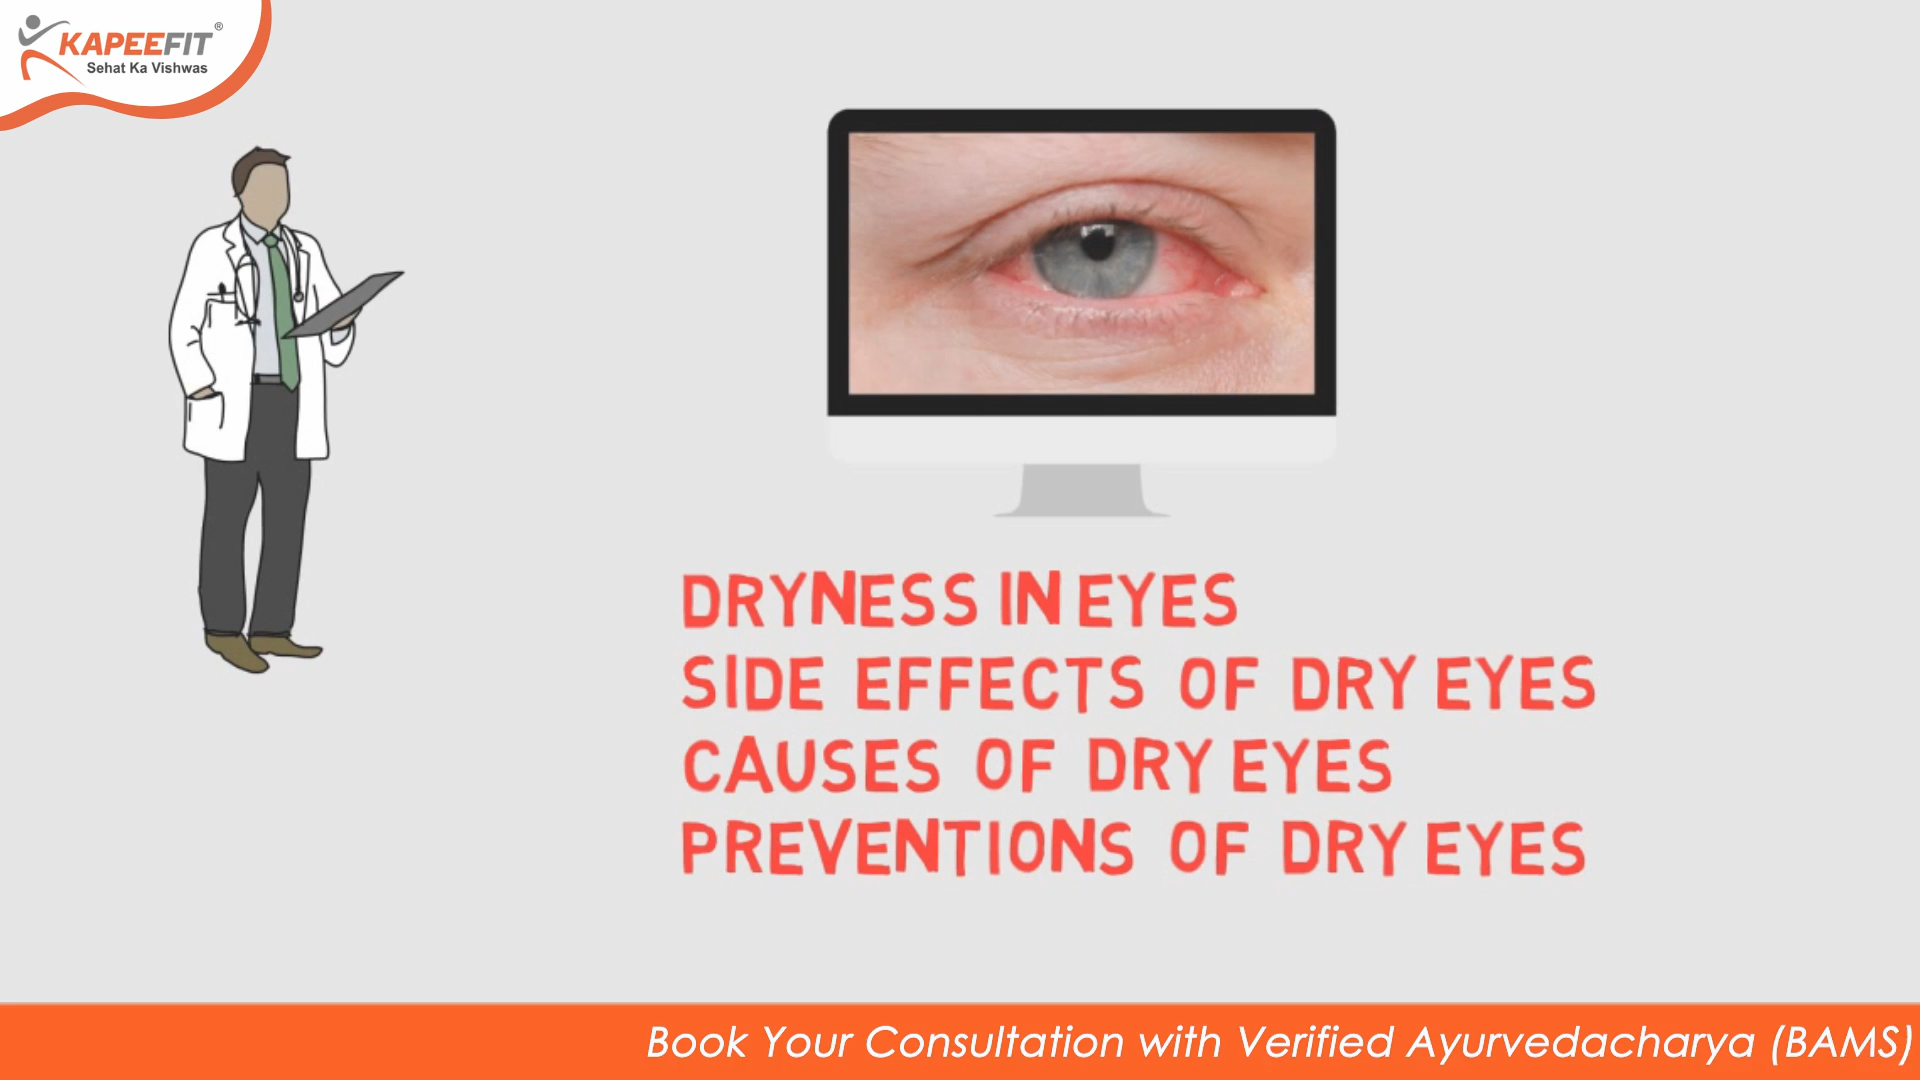 KAPEEFIT®
Sehat Ka Vishwas
DRYNESS IN EYES
SIDE EFFECTS OF DRY EYES
CAUSES OF DRY EYES
PREVENTIONS OF DRY EYES
Book Your Consultation with Verified Ayurvedacharya (BAMS)